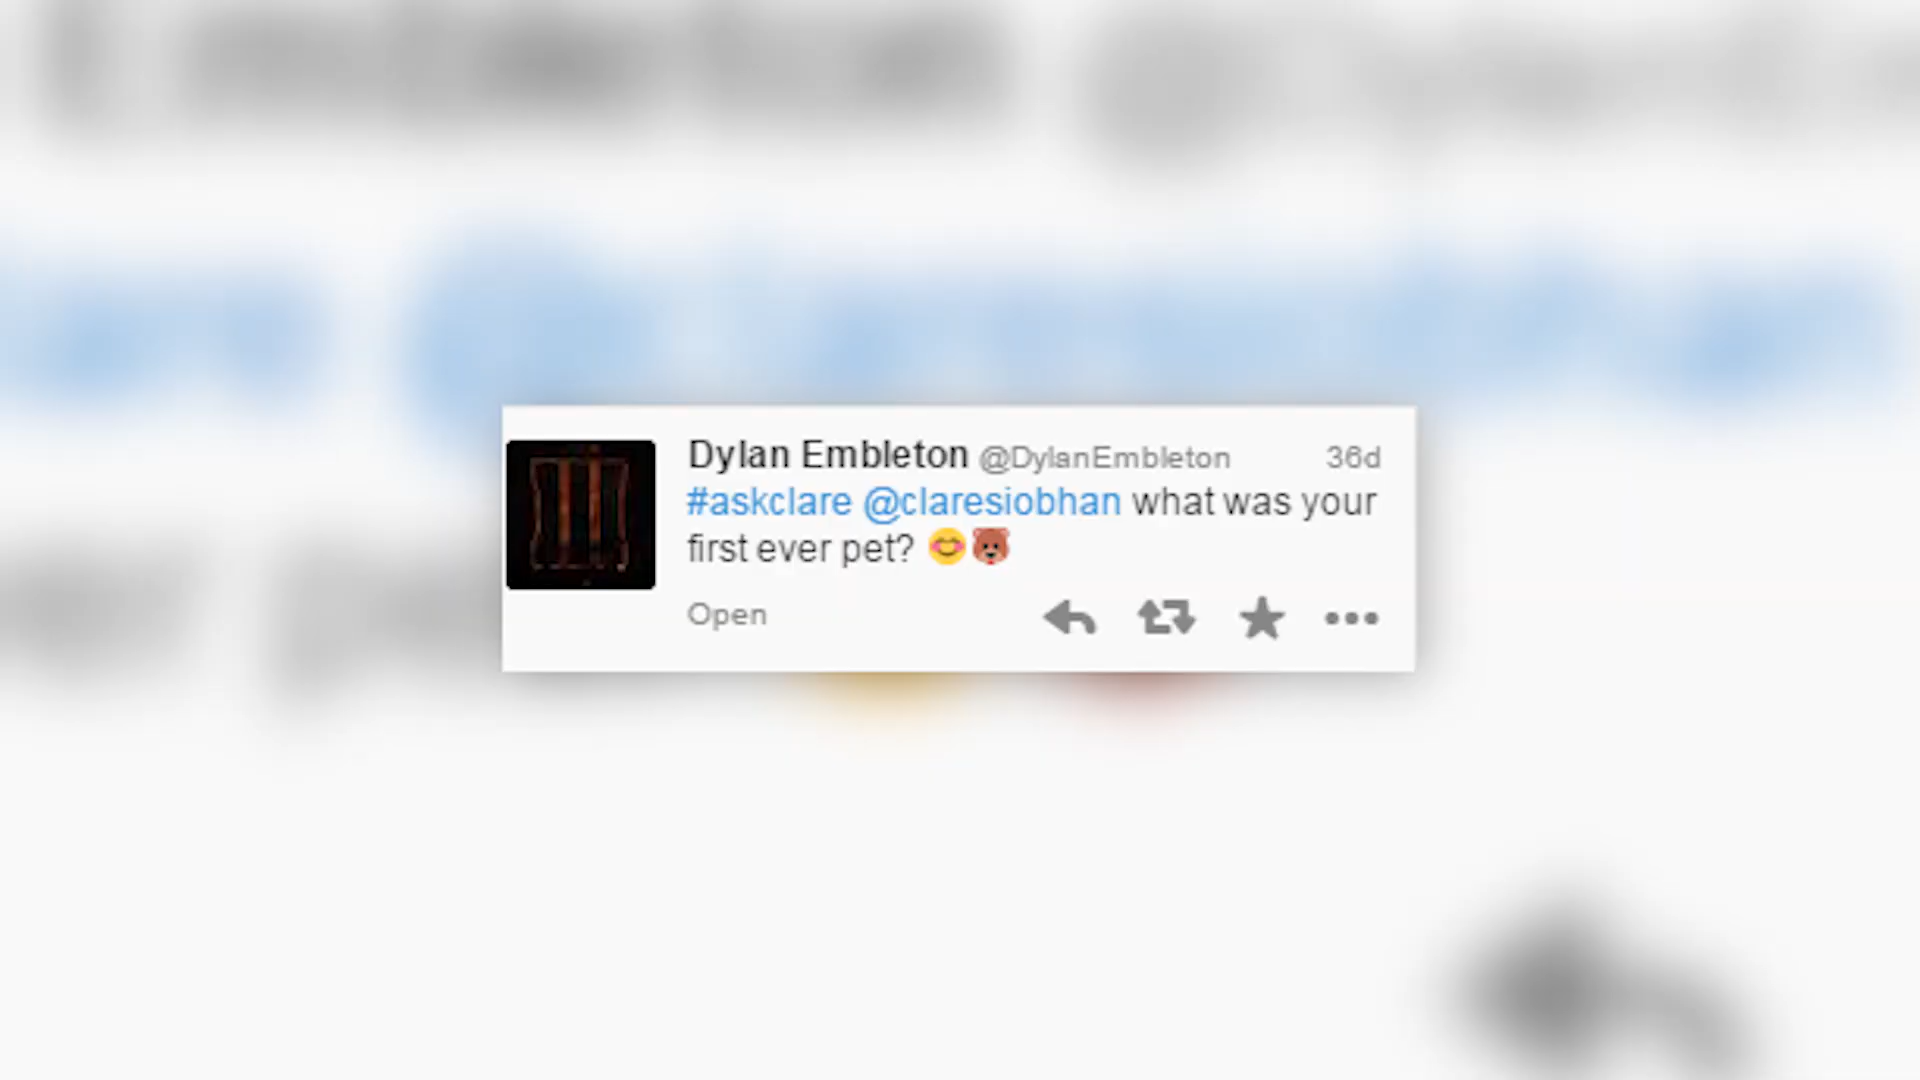 Dylan Embleton @DylanEmbleton 36d
#askclare @claresiobhan what was your
first ever pet? 😊🐻
Open